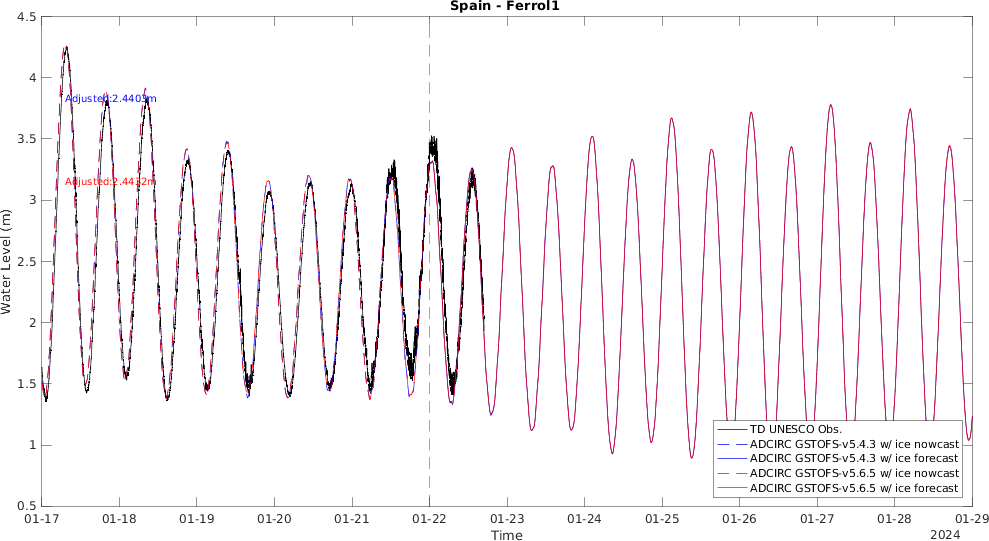 Spain - Ferrol1
4.5
4
3.5
3
2.5
2
1.5
1
0.5
Water Level (m)
Adjusted:2.4403m
Adjusted:2.4432m
TD UNESCO Obs.
ADCIRC GSTOFS-v5.4.3 w/ ice nowcast
ADCIRC GSTOFS-v5.4.3 w/ ice forecast
ADCIRC GSTOFS-v5.6.5 w/ ice nowcast
ADCIRC GSTOFS-v5.6.5 w/ ice forecast
01-17 01-18 01-19 01-20 01-21 01-22 01-23 01-24 01-25 01-26 01-27 01-28 01-29
Time
2024